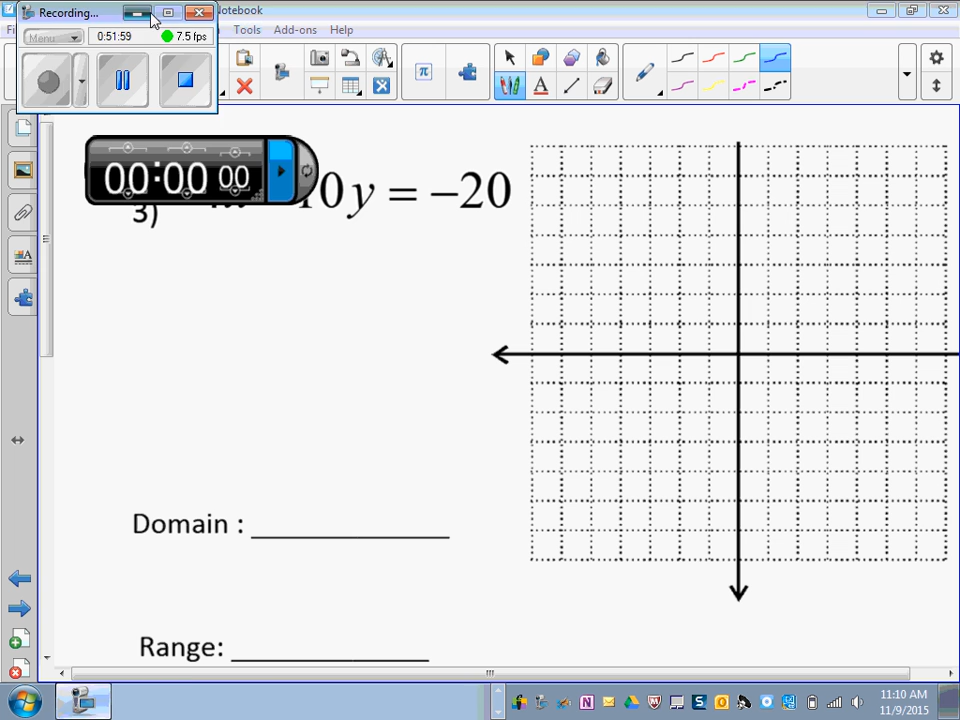 Recording...
Notebook
Menu
0:51:59
7.5 fps
Tools
Add-ons
Help
π
A
00:00 00
10y = −20
3)
Domain : ______________
Range: ______________
11:10 AM
11/9/2015